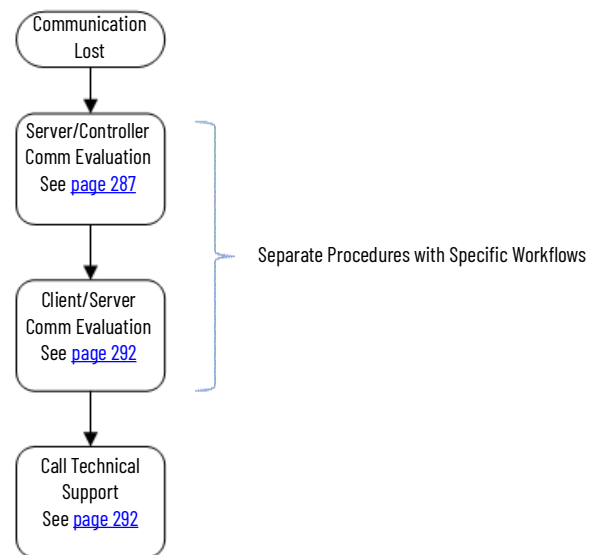 Communication
Lost
Server/Controller
Comm Evaluation
See page 287
Separate Procedures with Specific Workflows
Client/Server
Comm Evaluation
See page 292
Call Technical
Support
See page 292